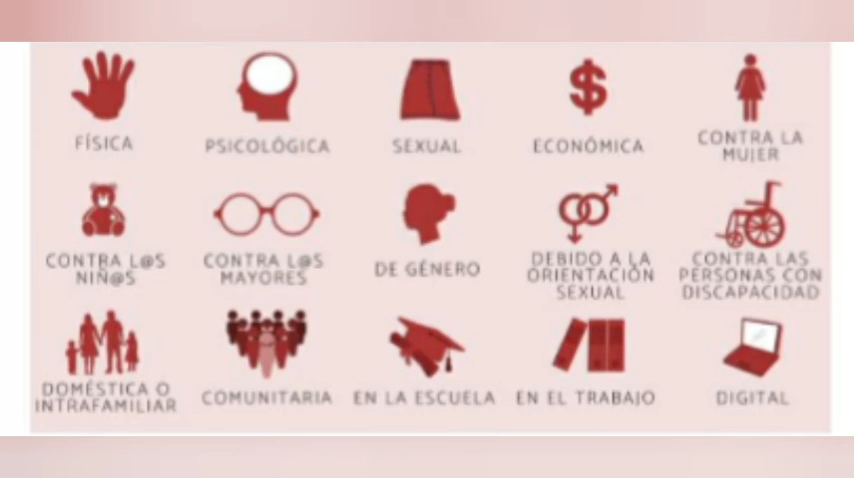 FÍSICA
PSICOLÓGICA
SEXUAL
ECONÓMICA
CONTRA LA
MUJER
CONTRA L@S
NIÑ@S
CONTRA L@S
MAYORES
DE GÉNERO
DEBIDO A LA
ORIENTACIÓN
SEXUAL
CONTRA LAS
PERSONAS CON
DISCAPACIDAD
DOMÉSTICA O
INTRAFAMILIAR
COMUNITARIA
EN LA ESCUELA
EN EL TRABAJO
DIGITAL